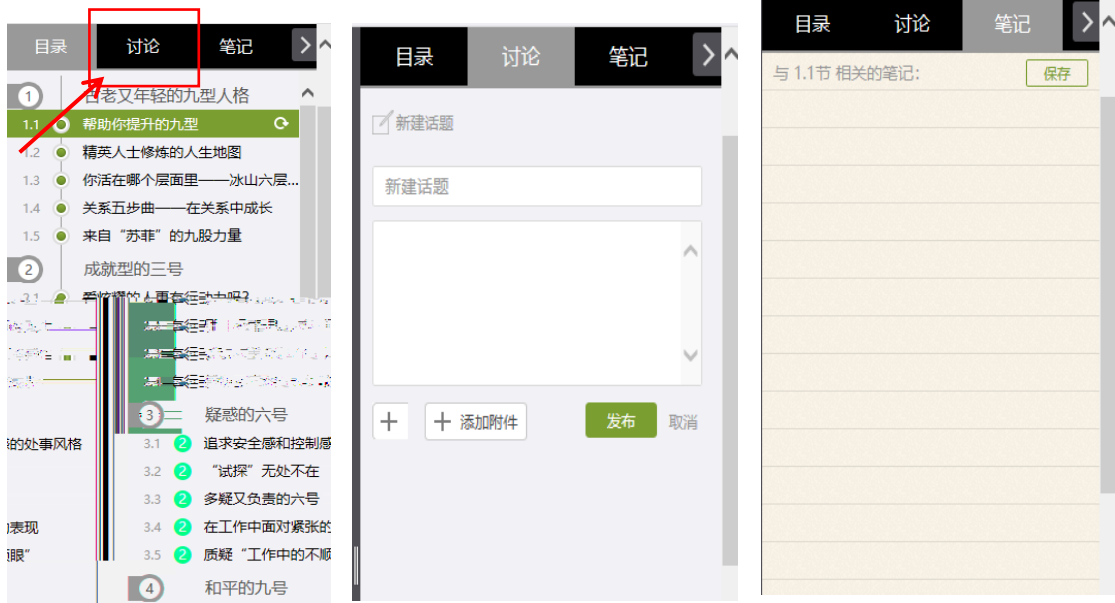 目录 讨论 笔记
1 古老又年轻的九型人格
1.1 帮助你提升的九型
1.2 精英人士修炼的人生地图
1.3 你活在哪个层面里——冰山六层...
1.4 关系五步曲——在关系中成长
1.5 来自“苏菲”的九股力量
2 成就型的三号
3 疑惑的六号
的处事风格
3.1 2 追求安全感和控制感
3.2 2 “试探”无处不在
3.3 2 多疑又负责的六号
表现
3.4 2 在工作中面对紧张的
眼”
3.5 2 质疑“工作中的不顺
4 和平的九号
目录 讨论 笔记
新建话题
新建话题
添加附件 发布 取消
目录 讨论 笔记
与 1.1节 相关的笔记: 保存